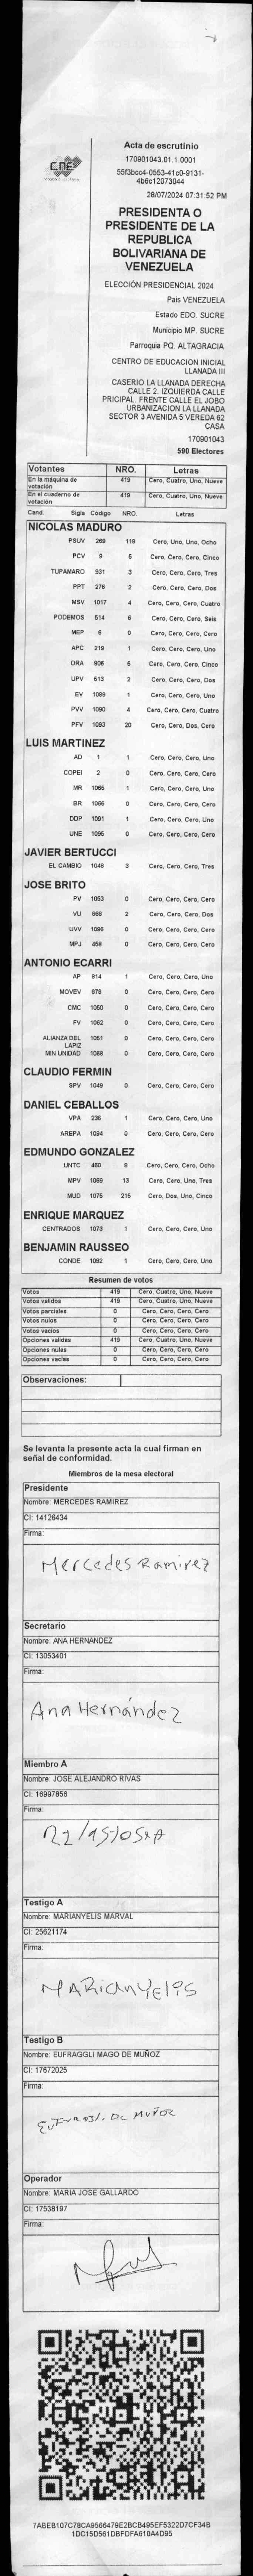 CNE
Acta de escrutinio
170901043.01.1.0001
55f3bcc4-0553-41c0-9131-
4b6c12073044
28/07/2024 07:31:52 PM
PRESIDENTA O
PRESIDENTE DE LA
REPUBLICA
BOLIVARIANA DE
VENEZUELA
ELECCIÓN PRESIDENCIAL 2024
País VENEZUELA
Estado EDO. SUCRE
Municipio MP. SUCRE
Parroquia PQ. ALTAGRACIA
CENTRO DE EDUCACION INICIAL
LLANADA III
CASERIO LA LLANADA DERECHA
CALLE 2. IZQUIERDA CALLE
PRICIPAL. FRENTE CALLE EL JOBO
URBANIZACION LA LLANADA
SECTOR 3 AVENIDA 5 VEREDA 62
CASA
170901043
590 Electores
Votantes NRO. Letras
En la máquina de votación 419 Cero, Cuatro, Uno, Nueve
En el cuaderno de votación 419 Cero, Cuatro, Uno, Nueve
Cand. Sigla Código NRO. Letras
NICOLAS MADURO
PSUV 269 118 Cero, Uno, Uno, Ocho
PCV 9 5 Cero, Cero, Cero, Cinco
TUPAMARO 931 3 Cero, Cero, Cero, Tres
PPT 276 2 Cero, Cero, Cero, Dos
MSV 1017 4 Cero, Cero, Cero, Cuatro
PODEMOS 514 6 Cero, Cero, Cero, Seis
MEP 6 0 Cero, Cero, Cero, Cero
APC 219 1 Cero, Cero, Cero, Uno
ORA 906 5 Cero, Cero, Cero, Cinco
UPV 513 2 Cero, Cero, Cero, Dos
EV 1089 1 Cero, Cero, Cero, Uno
PVV 1090 4 Cero, Cero, Cero, Cuatro
PFV 1093 20 Cero, Cero, Dos, Cero
LUIS MARTINEZ
AD 1 1 Cero, Cero, Cero, Uno
COPEI 2 0 Cero, Cero, Cero, Cero
MR 1065 1 Cero, Cero, Cero, Uno
BR 1066 0 Cero, Cero, Cero, Cero
DDP 1091 1 Cero, Cero, Cero, Uno
UNE 1095 0 Cero, Cero, Cero, Cero
JAVIER BERTUCCI
EL CAMBIO 1048 3 Cero, Cero, Cero, Tres
JOSE BRITO
PV 1053 0 Cero, Cero, Cero, Cero
VU 868 2 Cero, Cero, Cero, Dos
UVV 1096 0 Cero, Cero, Cero, Cero
MPJ 458 0 Cero, Cero, Cero, Cero
ANTONIO ECARRI
AP 814 1 Cero, Cero, Cero, Uno
MOVEV 878 0 Cero, Cero, Cero, Cero
CMC 1050 0 Cero, Cero, Cero, Cero
FV 1062 0 Cero, Cero, Cero, Cero
ALIANZA DEL LAPIZ 1051 0 Cero, Cero, Cero, Cero
MIN UNIDAD 1068 0 Cero, Cero, Cero, Cero
CLAUDIO FERMIN
SPV 1049 0 Cero, Cero, Cero, Cero
DANIEL CEBALLOS
VPA 236 1 Cero, Cero, Cero, Uno
AREPA 1094 0 Cero, Cero, Cero, Cero
EDMUNDO GONZALEZ
UNTC 460 8 Cero, Cero, Cero, Ocho
MPV 1069 13 Cero, Cero, Uno, Tres
MUD 1075 215 Cero, Dos, Uno, Cinco
ENRIQUE MARQUEZ
CENTRADOS 1073 1 Cero, Cero, Cero, Uno
BENJAMIN RAUSSEO
CONDE 1092 1 Cero, Cero, Cero, Uno
Resumen de votos
Votos 419 Cero, Cuatro, Uno, Nueve
Votos validos 419 Cero, Cuatro, Uno, Nueve
Votos parciales 0 Cero, Cero, Cero, Cero
Votos nulos 0 Cero, Cero, Cero, Cero
Votos vacios 0 Cero, Cero, Cero, Cero
Opciones validas 419 Cero, Cuatro, Uno, Nueve
Opciones nulas 0 Cero, Cero, Cero, Cero
Opciones vacias 0 Cero, Cero, Cero, Cero
Observaciones:
Se levanta la presente acta la cual firman en
señal de conformidad.
Miembros de la mesa electoral
Presidente
Nombre: MERCEDES RAMIREZ
CI: 14126434
Firma:
Mercedes Ramirez
Secretario
Nombre: ANA HERNANDEZ
CI: 13053401
Firma:
Ana Hernández
Miembro A
Nombre: JOSE ALEJANDRO RIVAS
CI: 16997856
Firma:
Testigo A
Nombre: MARIANYELIS MARVAL
CI: 25621174
Firma:
MARIANYELIS
Testigo B
Nombre: EUFRAGGLI MAGO DE MUÑOZ
CI: 17672025
Firma:
DE MUÑOZ
Operador
Nombre: MARIA JOSE GALLARDO
CI: 17538197
Firma:
7ABEB107C78CA9566479E2BCB495EF5322D7CF34B
1DC15D561DBFDFA610A4D95